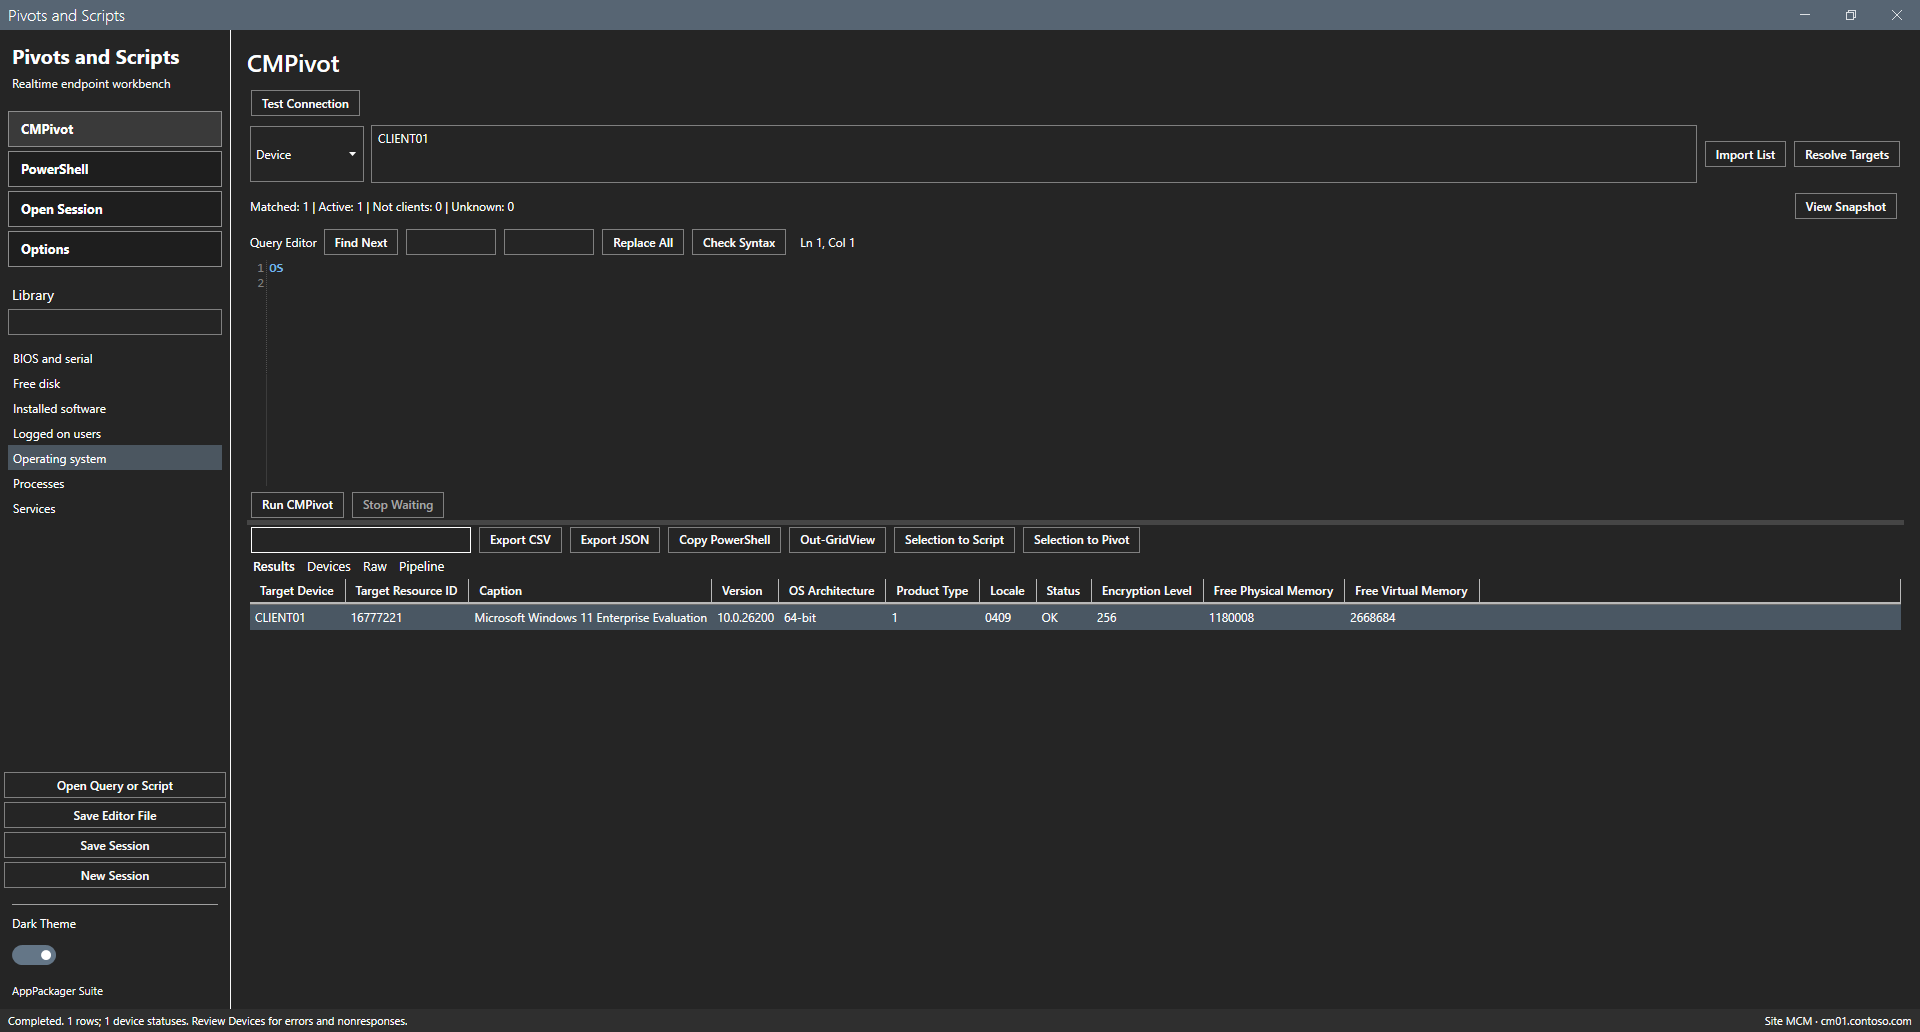 Pivots and Scripts
Pivots and Scripts
Realtime endpoint workbench
CMPivot
PowerShell
Open Session
Options
Library
BIOS and serial
Free disk
Installed software
Logged on users
Operating system
Processes
Services
Open Query or Script
Save Editor File
Save Session
New Session
Dark Theme
AppPackager Suite
CMPivot
Test Connection
Device CLIENT01 Import List Resolve Targets
Matched: 1 | Active: 1 | Not clients: 0 | Unknown: 0 View Snapshot
Query Editor Find Next Replace All Check Syntax Ln 1, Col 1
1 OS
2
Run CMPivot Stop Waiting
Export CSV Export JSON Copy PowerShell Out-GridView Selection to Script Selection to Pivot
Results Devices Raw Pipeline
Target Device Target Resource ID Caption Version OS Architecture Product Type Locale Status Encryption Level Free Physical Memory Free Virtual Memory
CLIENT01 16777221 Microsoft Windows 11 Enterprise Evaluation 10.0.26200 64-bit 1 0409 OK 256 1180008 2668684
Completed. 1 rows; 1 device statuses. Review Devices for errors and nonresponses. Site MCM · cm01.contoso.com